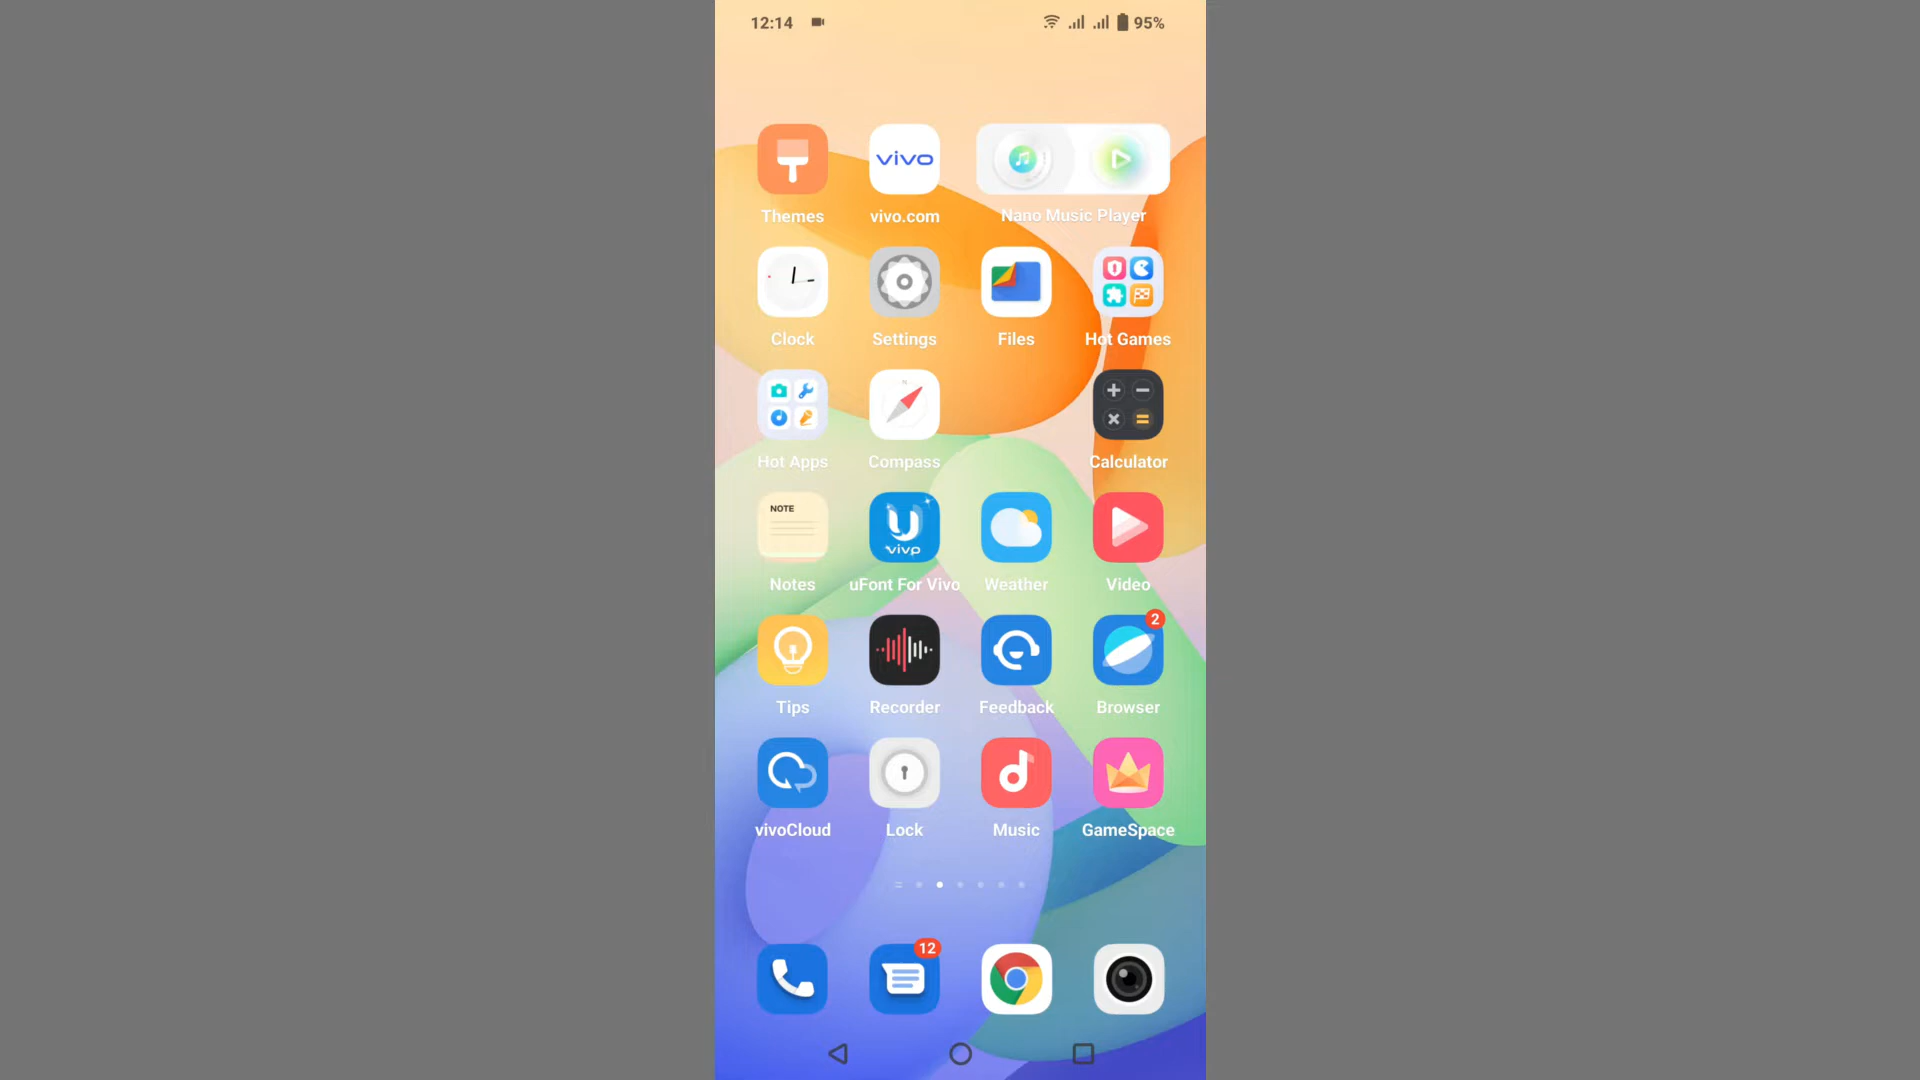 12:14 95%
vivo
Themes vivo.com Nano Music Player
Clock Settings Files Hot Games
N
Hot Apps Compass Calculator
NOTE
vivo
Notes uFont For Vivo Weather Video
2
Tips Recorder Feedback Browser
vivoCloud Lock Music GameSpace
12